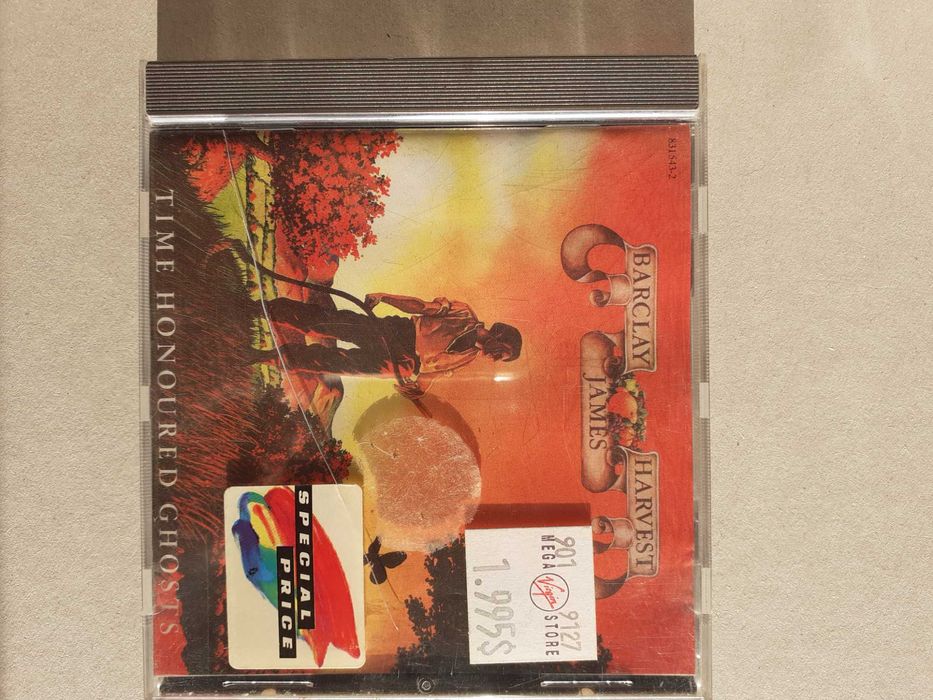 831543-2
BARCLAY
JAMES
HARVEST
901 9127
MEGA Virgin STORE
1.995$
SPECIAL
PRICE
TIME HONOURED GHOSTS